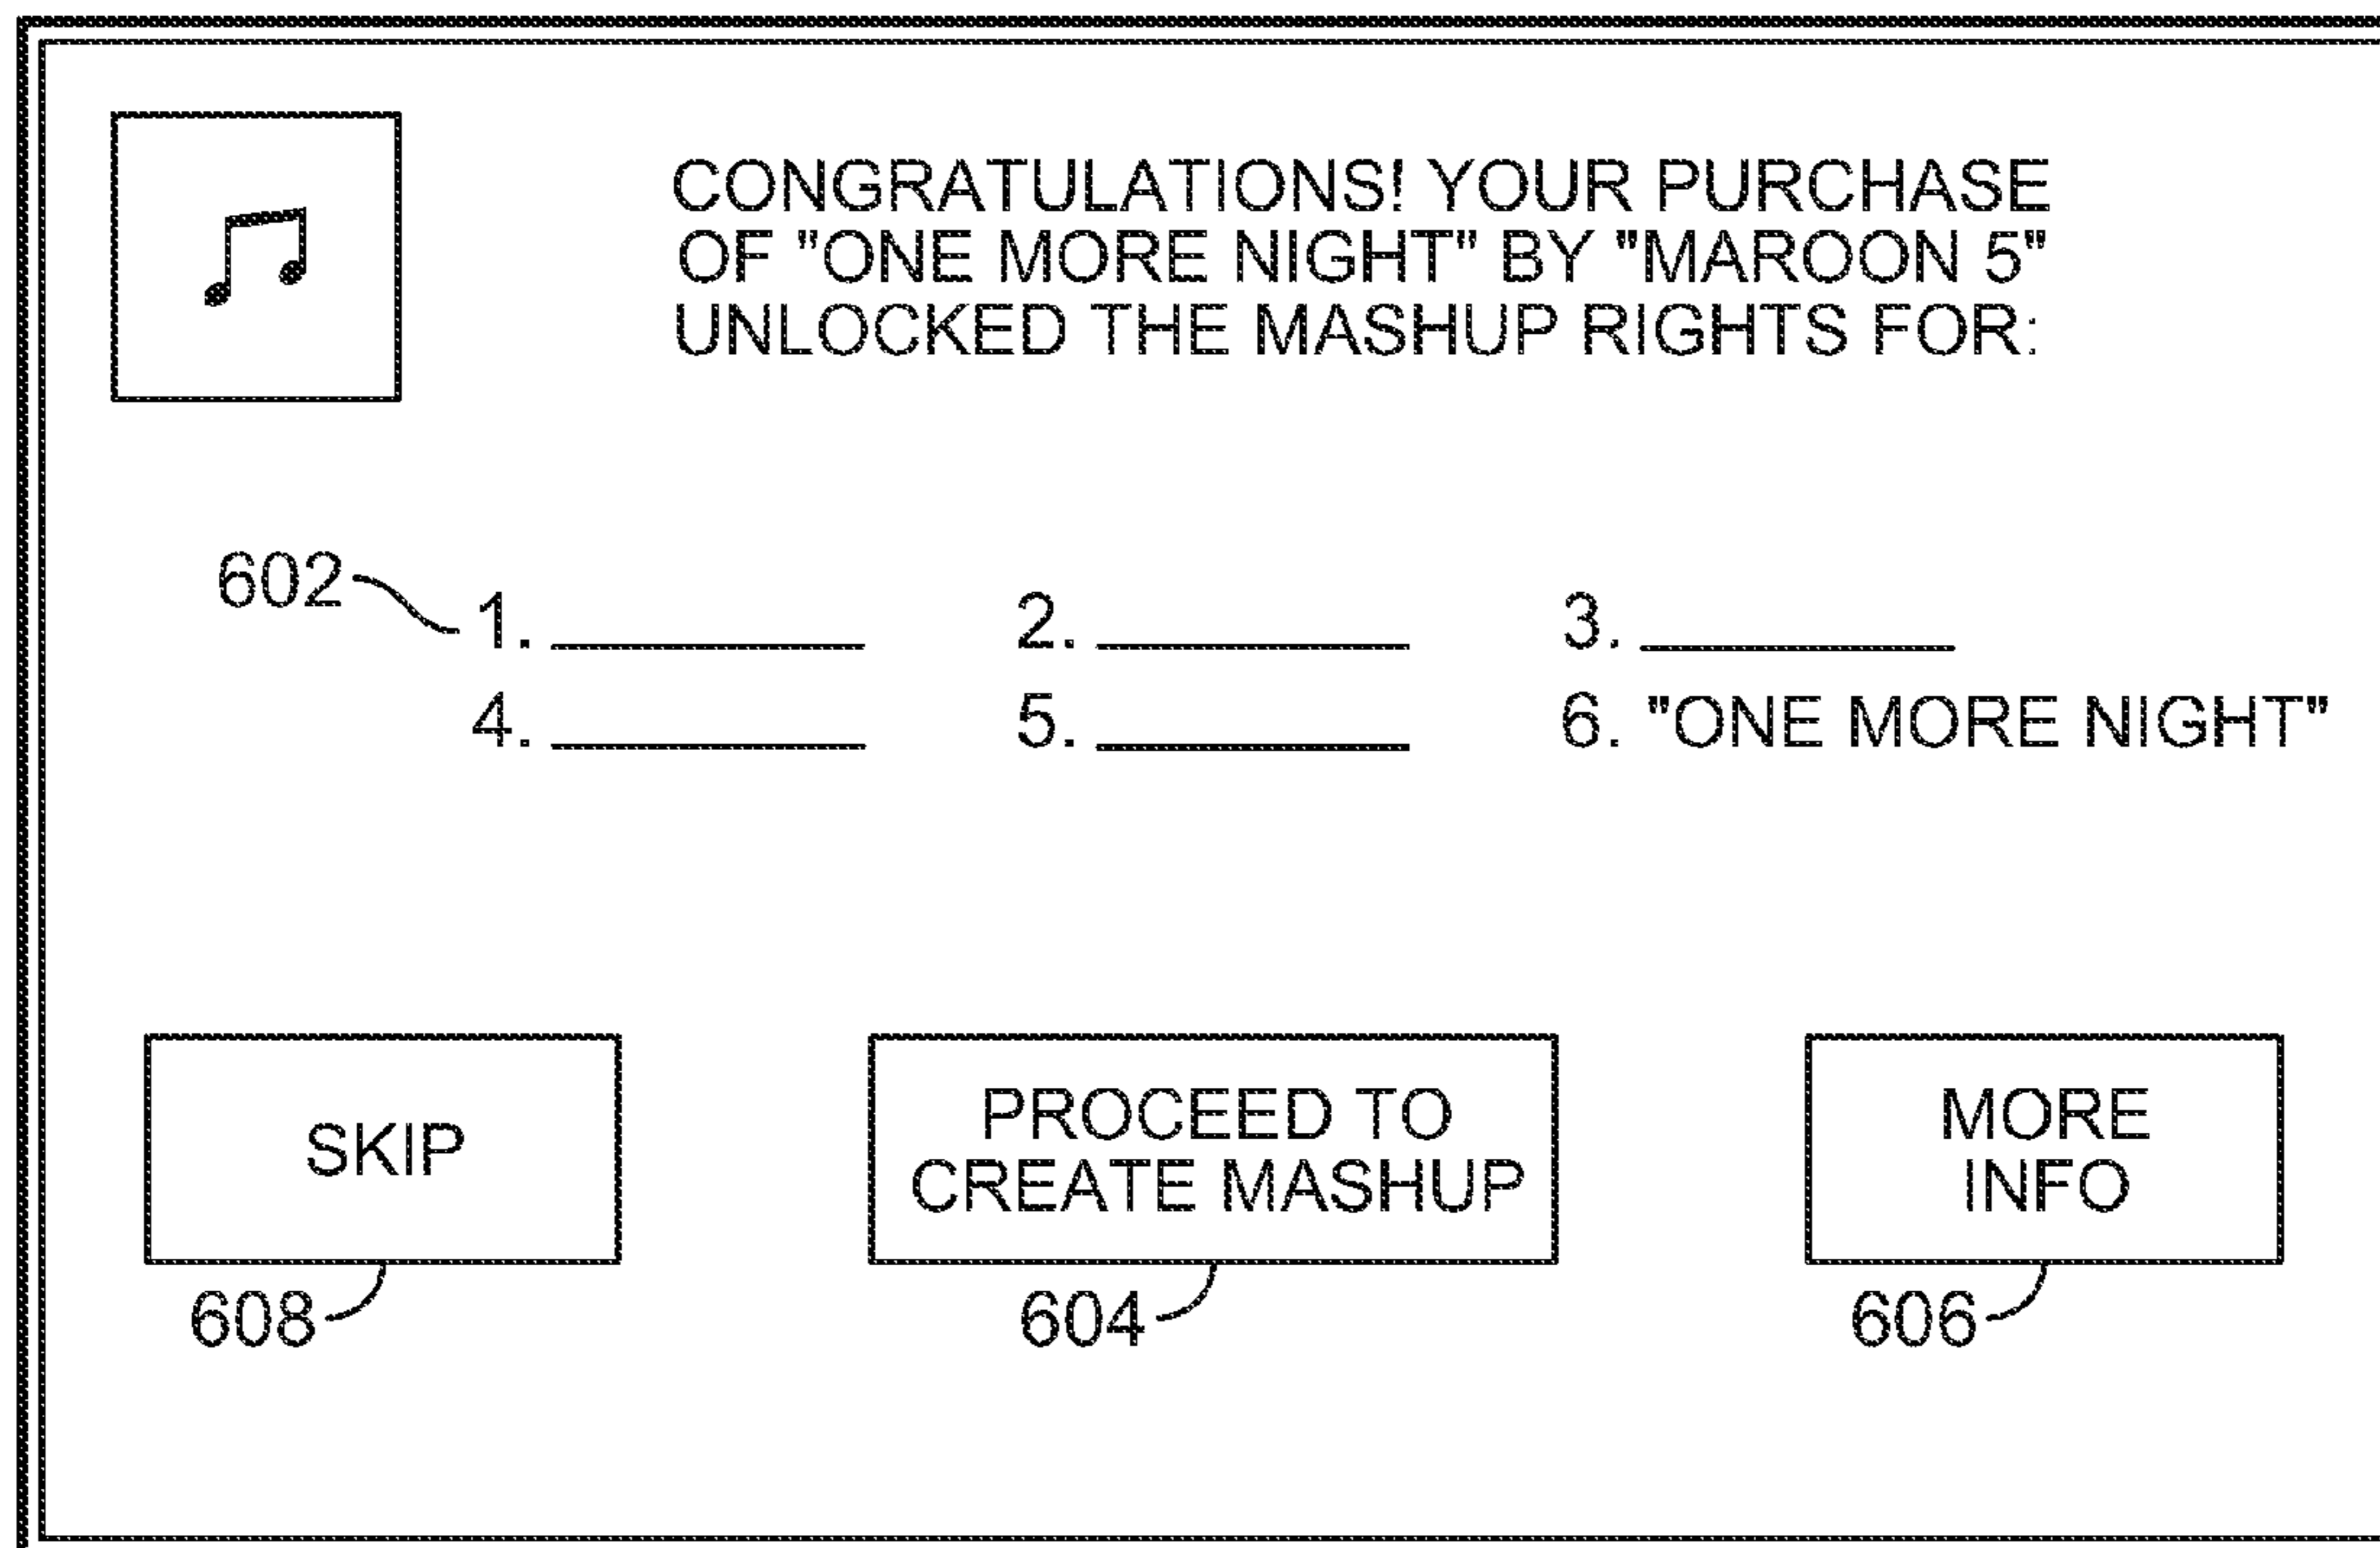 CONGRATULATIONS! YOUR PURCHASE
OF "ONE MORE NIGHT" BY "MAROON 5"
UNLOCKED THE MASHUP RIGHTS FOR:
602
1. 2. 3.
4. 5. 6. "ONE MORE NIGHT"
SKIP
608
PROCEED TO
CREATE MASHUP
604
MORE
INFO
606